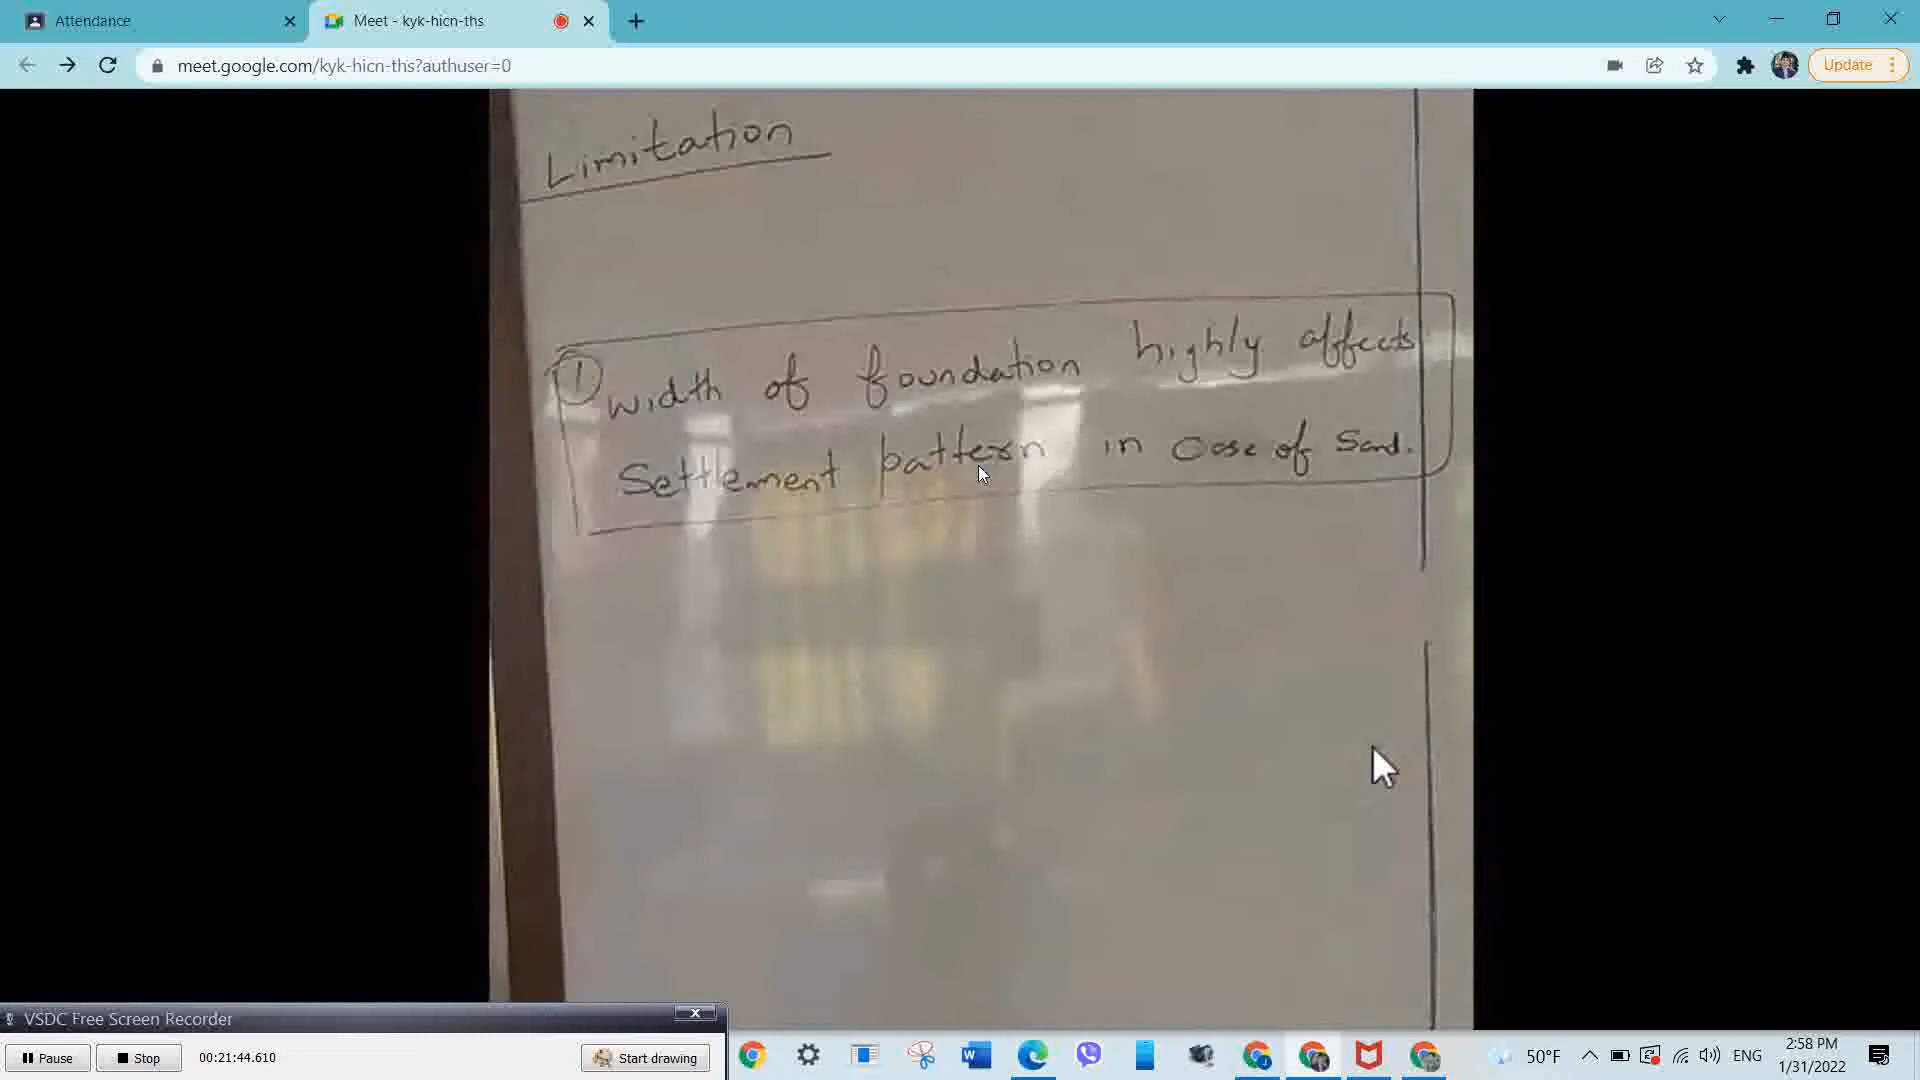 Attendance
Meet - kyk-hicn-ths
meet.google.com/kyk-hicn-ths?authuser=0
Update
Limitation
① width of foundation highly affects
Settlement pattern in case of Sand.
VSDC Free Screen Recorder
x
Pause
Stop
00:21:44.610
Start drawing
50°F
ENG
2:58 PM
1/31/2022